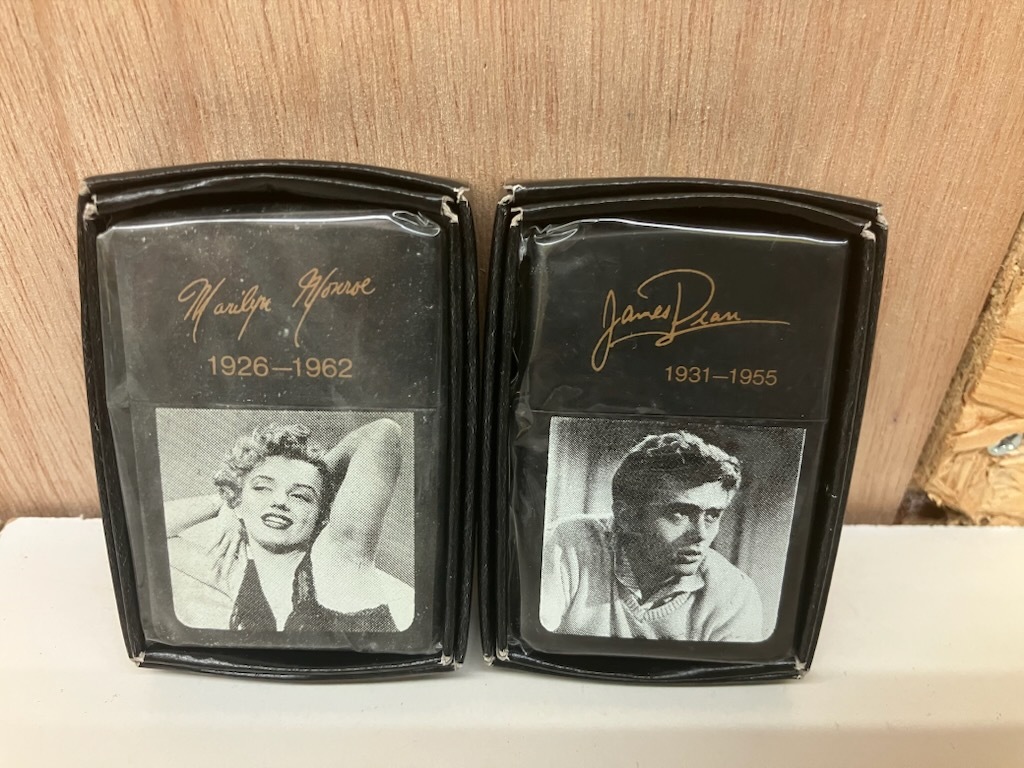 Marilyn Monroe
1926–1962
James Dean
1931–1955